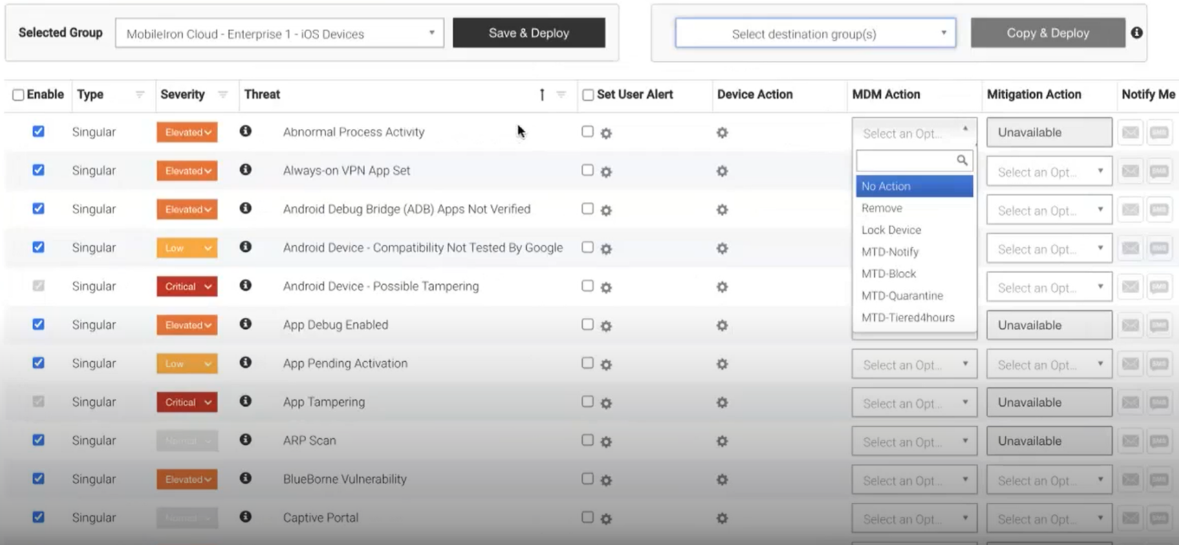 Selected Group MobileIron Cloud - Enterprise 1 - iOS Devices Save & Deploy Select destination group(s) Copy & Deploy
Enable Type Severity Threat Set User Alert Device Action MDM Action Mitigation Action Notify Me
Singular Elevated Abnormal Process Activity Select an Opt... Unavailable
Singular Elevated Always-on VPN App Set Select an Opt...
No Action
Remove
Singular Elevated Android Debug Bridge (ADB) Apps Not Verified Select an Opt...
Lock Device
Singular Low Android Device - Compatibility Not Tested By Google MTD-Notify Select an Opt...
MTD-Block
Singular Critical Android Device - Possible Tampering Select an Opt...
MTD-Quarantine
MTD-Tiered4hours
Singular Elevated App Debug Enabled Unavailable
Singular Low App Pending Activation Select an Opt... Select an Opt...
Singular Critical App Tampering Select an Opt... Unavailable
Singular Normal ARP Scan Select an Opt... Unavailable
Singular Elevated BlueBorne Vulnerability Select an Opt... Select an Opt...
Singular Normal Captive Portal Select an Opt... Select an Opt...